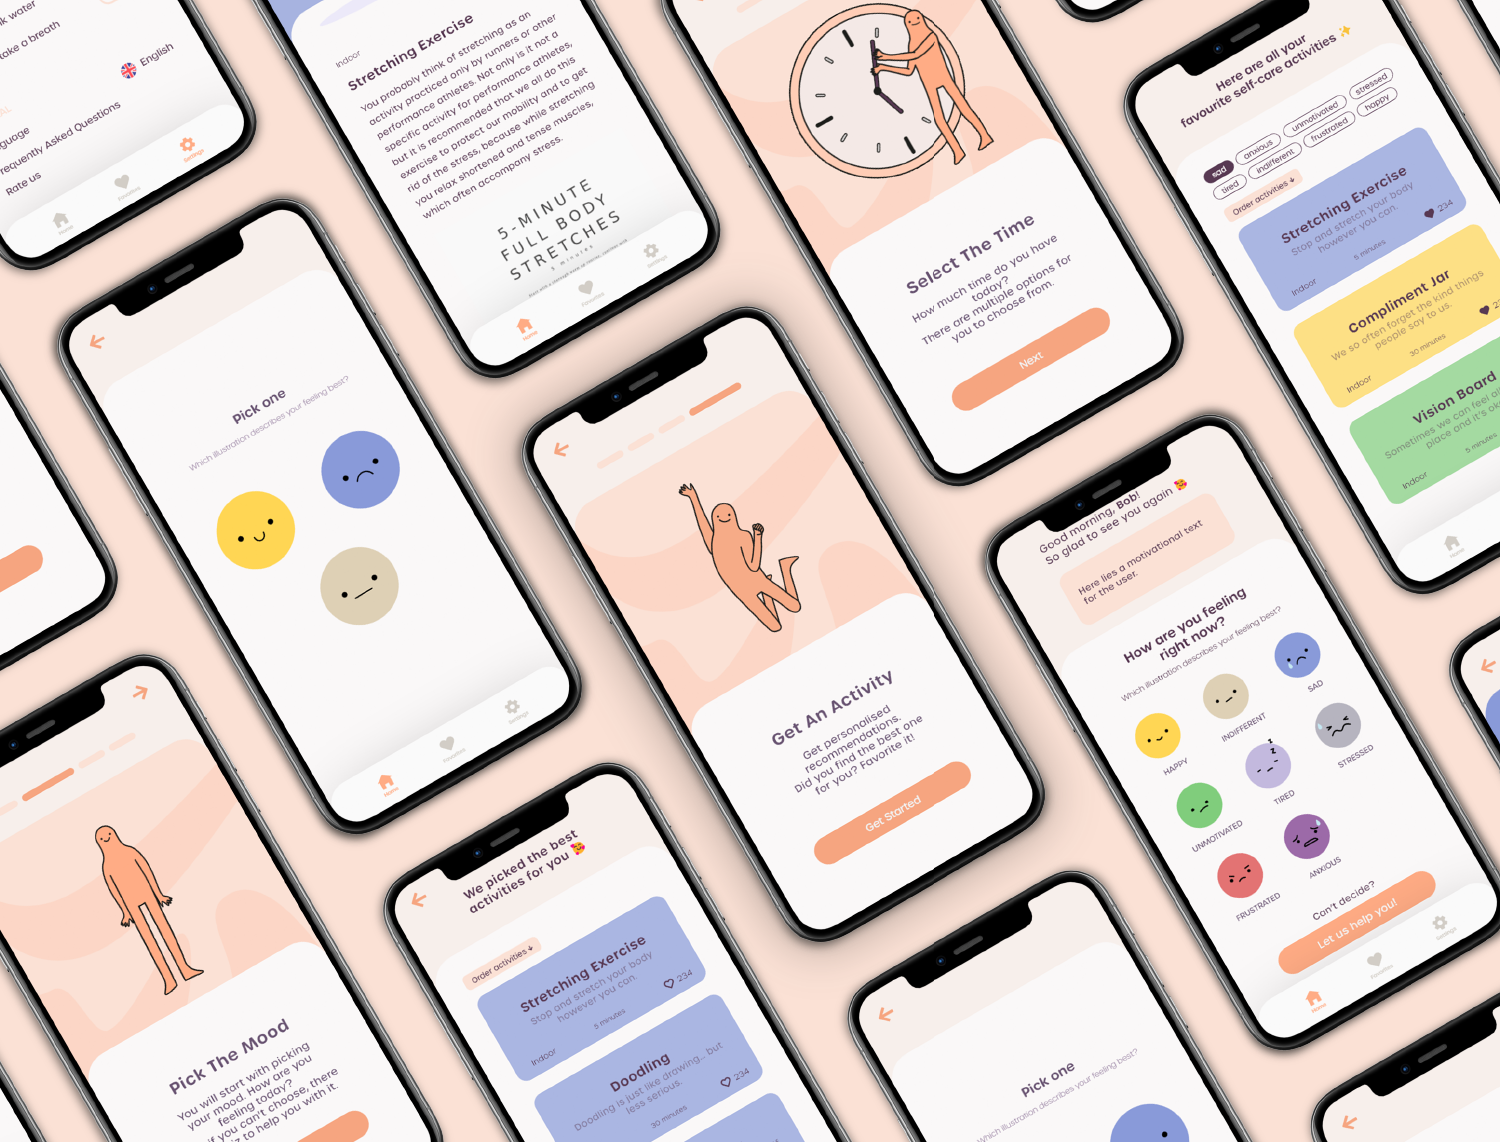 k water
ake a breath
English
guage
requently Asked Questions
Rate us
Home
Favorites
Settings
Indoor
Stretching Exercise
You probably think of stretching as an
activity practiced only by runners or other
performance athletes. Not only is it not a
specific activity for performance athletes,
but it is recommended that we all do this
exercise to protect our mobility and to get
rid of the stress, because while stretching
you relax shortened and tense muscles,
which often accompany stress.
5-MINUTE
FULL BODY
STRETCHES
5 minutes
Home
Favorites
Settings
Select The Time
How much time do you have
today?
There are multiple options for
you to choose from.
Next
Here are all your
favourite self-care activities ✨
sad
anxious
unmotivated
stressed
tired
indifferent
frustrated
happy
Order activities ↓
Stretching Exercise
Stop and stretch your body
however you can.
5 minutes
Indoor
234
Compliment Jar
We so often forget the kind things
people say to us.
30 minutes
Indoor
Vision Board
Sometimes we can feel
place and it's ok
5 minutes
Indoor
Home
Pick one
Which illustration describes your feeling best?
Home
Favorites
Settings
Get An Activity
Get personalised
recommendations.
Did you find the best one
for you? Favorite it!
Get Started
Good morning, Bob!
So glad to see you again 🥰
Here lies a motivational text
for the user.
How are you feeling
right now?
Which illustration describes your feeling best?
HAPPY
INDIFFERENT
SAD
UNMOTIVATED
TIRED
STRESSED
FRUSTRATED
ANXIOUS
Can't decide?
Let us help you!
Home
Favorites
Settings
Pick The Mood
You will start with picking
your mood. How are you
feeling today?
if you can't choose, there
to help you with it.
We picked the best
activities for you 🥰
Order activities ↓
Stretching Exercise
Stop and stretch your body
however you can.
5 minutes
Indoor
234
Doodling
Doodling is just like drawing... but
less serious.
30 minutes
234
Pick one
Which illustration describes your feeling best?